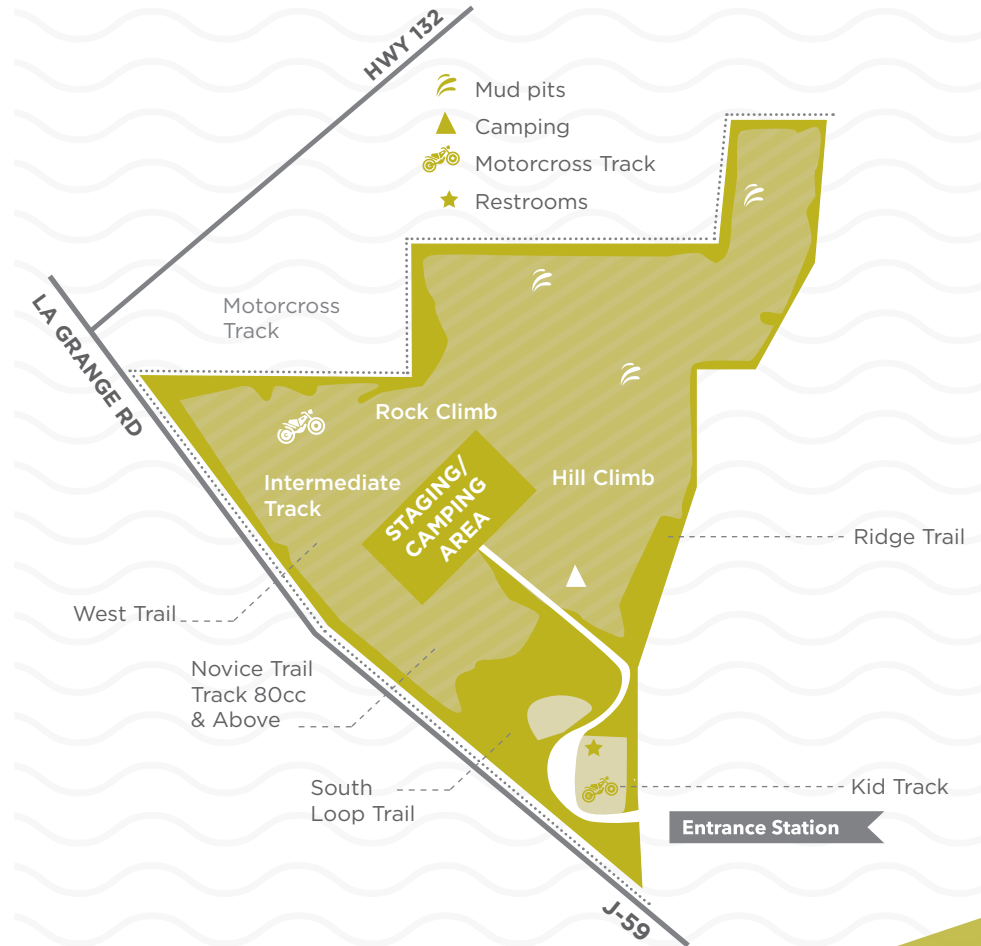 HWY 132
Mud pits
Camping
Motorcross Track
Restrooms
LA GRANGE RD
Motorcross
Track
Rock Climb
Intermediate
Track
STAGING/
CAMPING
AREA
Hill Climb
Ridge Trail
West Trail
Novice Trail
Track 80cc
& Above
South
Loop Trail
Kid Track
Entrance Station
J-59